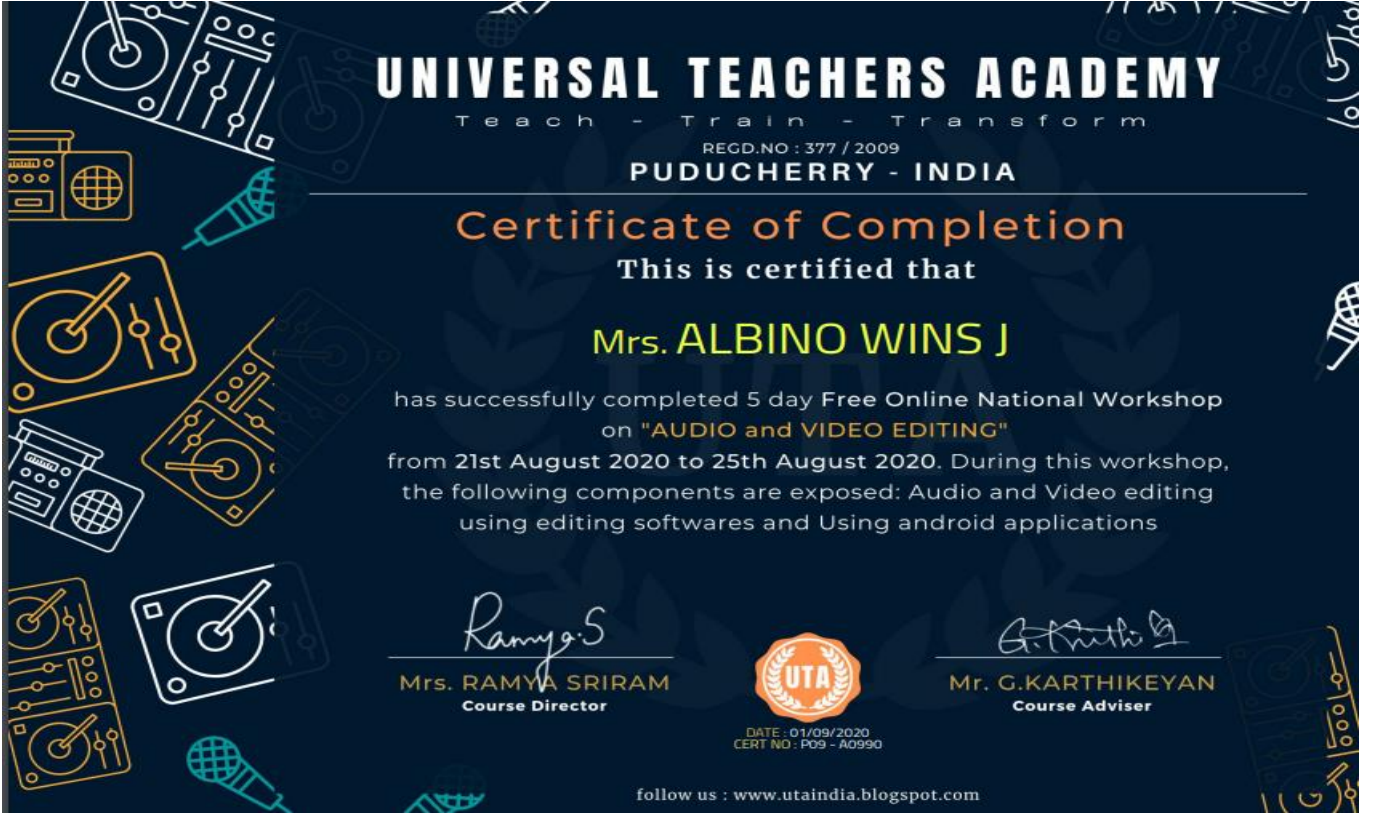 UNIVERSAL TEACHERS ACADEMY
Teach - Train - Transform
REGD.NO : 377 / 2009
PUDUCHERRY - INDIA
Certificate of Completion
This is certified that
Mrs. ALBINO WINS J
has successfully completed 5 day Free Online National Workshop
on "AUDIO and VIDEO EDITING"
from 21st August 2020 to 25th August 2020. During this workshop,
the following components are exposed: Audio and Video editing
using editing softwares and Using android applications
UTA
Ramya.S
Mrs. RAMYA SRIRAM
Course Director
UTA
DATE : 01/09/2020
CERT NO : P09 - A0990
Mr. G.KARTHIKEYAN
Course Adviser
follow us : www.utaindia.blogspot.com